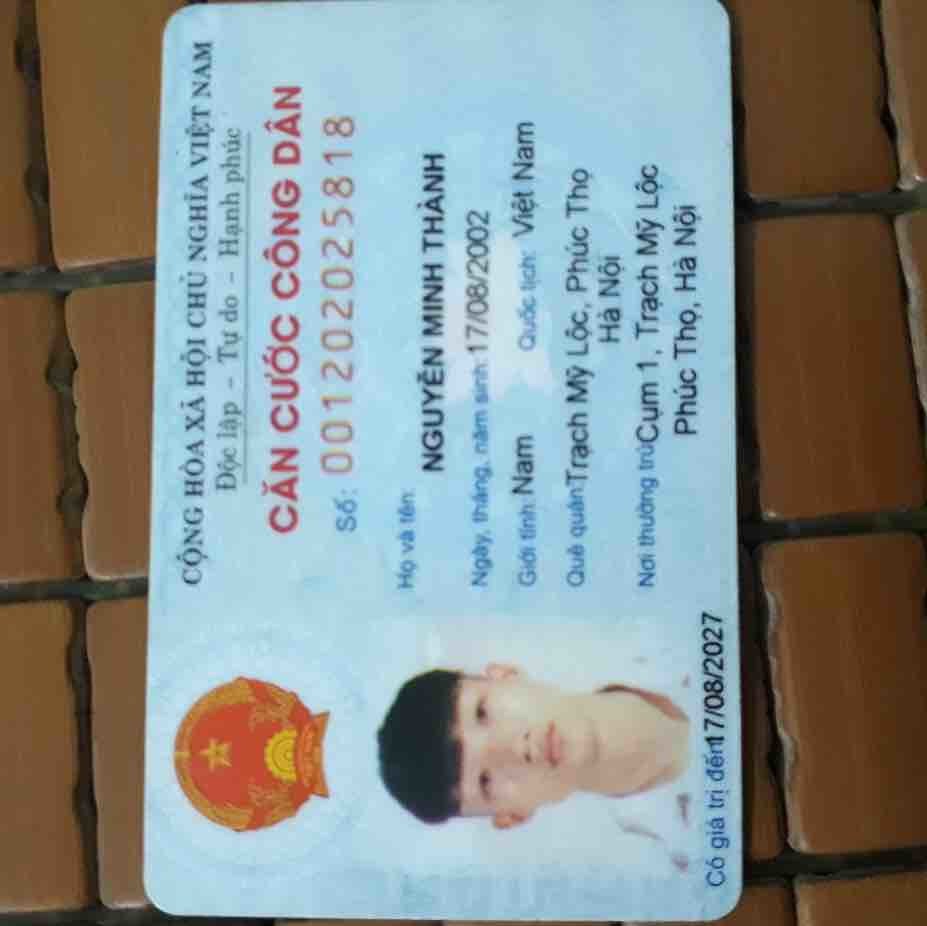 CỘNG HÒA XÃ HỘI CHỦ NGHĨA VIỆT NAM
Độc lập - Tự do - Hạnh phúc
CĂN CƯỚC CÔNG DÂN
Số: 001202025818
Họ và tên:
NGUYỄN MINH THÀNH
Ngày, tháng, năm sinh: 17/08/2002
Giới tính: Nam Quốc tịch: Việt Nam
Quê quán: Trạch Mỹ Lộc, Phúc Thọ
Hà Nội
Nơi thường trú: Cụm 1, Trạch Mỹ Lộc
Phúc Thọ, Hà Nội
Có giá trị đến: 17/08/2027